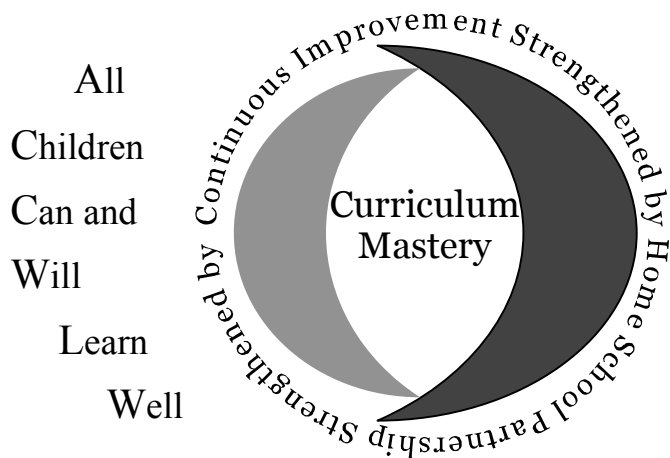 All
Children
Can and
Will
Learn
Well
Curriculum
Mastery
Continuous Improvement Strengthened by Home School Partnership Strengthened by